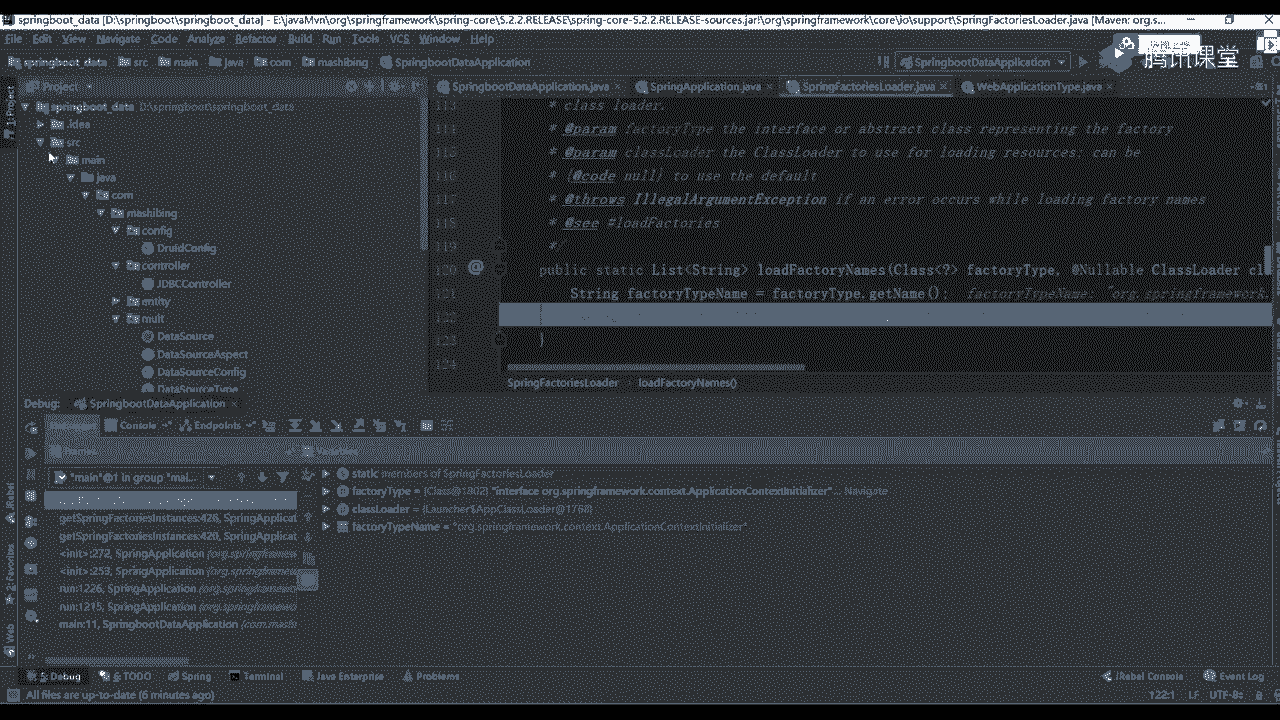 springboot_data [D:\springboot\springboot_data] - E:\javaMvn\org\springframework\spring-core\5.2.2.RELEASE\spring-core-5.2.2.RELEASE-sources.jar!\org\springframework\core\io\support\SpringFactoriesLoader.java [Maven: org.s...
File Edit View Navigate Code Analyze Refactor Build Run Tools VCS Window Help
腾讯课堂
springboot_data src main java com mashibing SpringbootDataApplication
SpringbootDataApplication
1: Project
Project
SpringbootDataApplication.java SpringApplication.java SpringFactoriesLoader.java WebApplicationType.java
springboot_data D:\springboot\springboot_data
.idea
src
main
java
com
mashibing
config
DruidConfig
controller
JDBCController
entity
mult
DataSource
DataSourceAspect
DataSourceConfig
DataSourceType
113 * class loader.
114 * @param factoryType the interface or abstract class representing the factory
115 * @param classLoader the ClassLoader to use for loading resources; can be
116 * {@code null} to use the default
117 * @throws IllegalArgumentException if an error occurs while loading factory names
118 * @see #loadFactories
119 */
120 public static List<String> loadFactoryNames(Class<?> factoryType, @Nullable ClassLoader cl
121 String factoryTypeName = factoryType.getName(); factoryTypeName: "org.springframework.
122
123 }
124
SpringFactoriesLoader loadFactoryNames()
Debug: SpringbootDataApplication
Debugger Console Endpoints
Frames Variables
"main"@1 in group "mai...
getSpringFactoriesInstances:426, SpringApplicat
getSpringFactoriesInstances:420, SpringApplicat
<init>:272, SpringApplication (org.springframew
<init>:253, SpringApplication (org.springframew
run:1226, SpringApplication (org.springframewo
run:1215, SpringApplication (org.springframewo
main:11, SpringbootDataApplication (com.mash
static members of SpringFactoriesLoader
factoryType = {Class@1802} "interface org.springframework.context.ApplicationContextInitializer"... Navigate
classLoader = {Launcher$AppClassLoader@1768}
factoryTypeName = "org.springframework.context.ApplicationContextInitializer"
JRebel
2: Favorites
Web
5: Debug 6: TODO Spring Terminal Java Enterprise Problems
JRebel Console Event Log
All files are up-to-date (6 minutes ago)
122:1 LF UTF-8